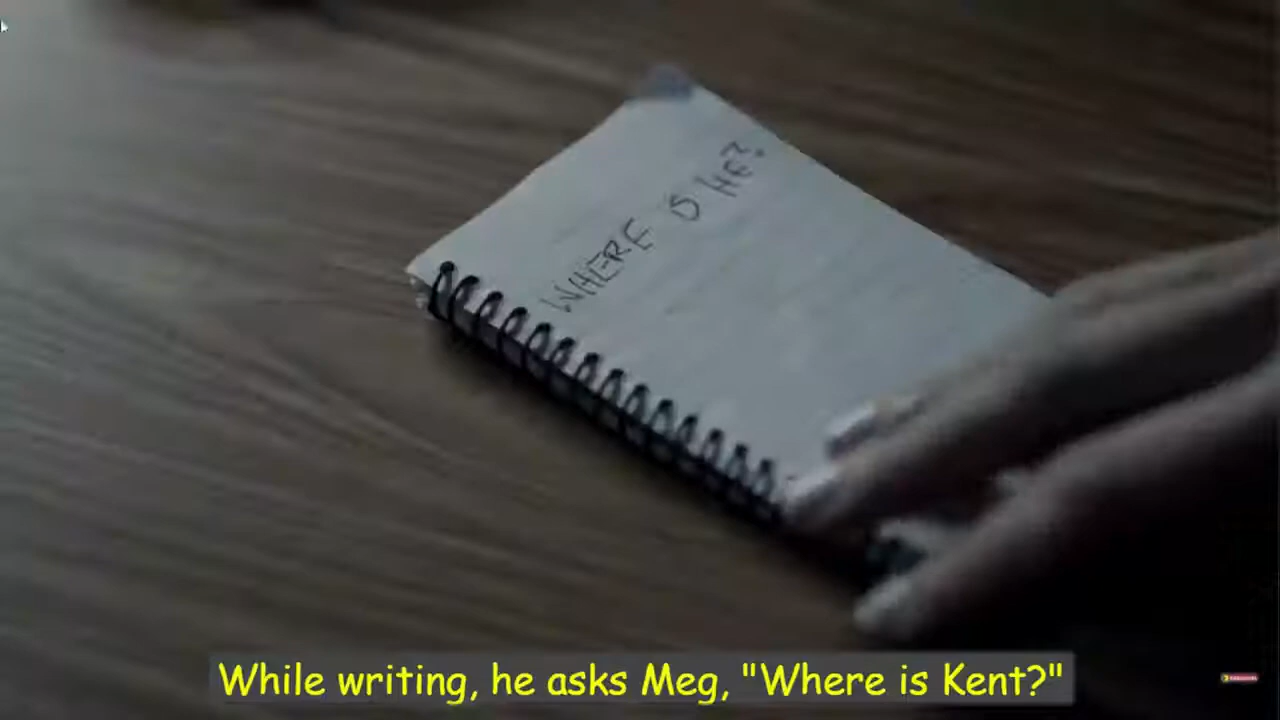 WHERE IS HE?
While writing, he asks Meg, "Where is Kent?"